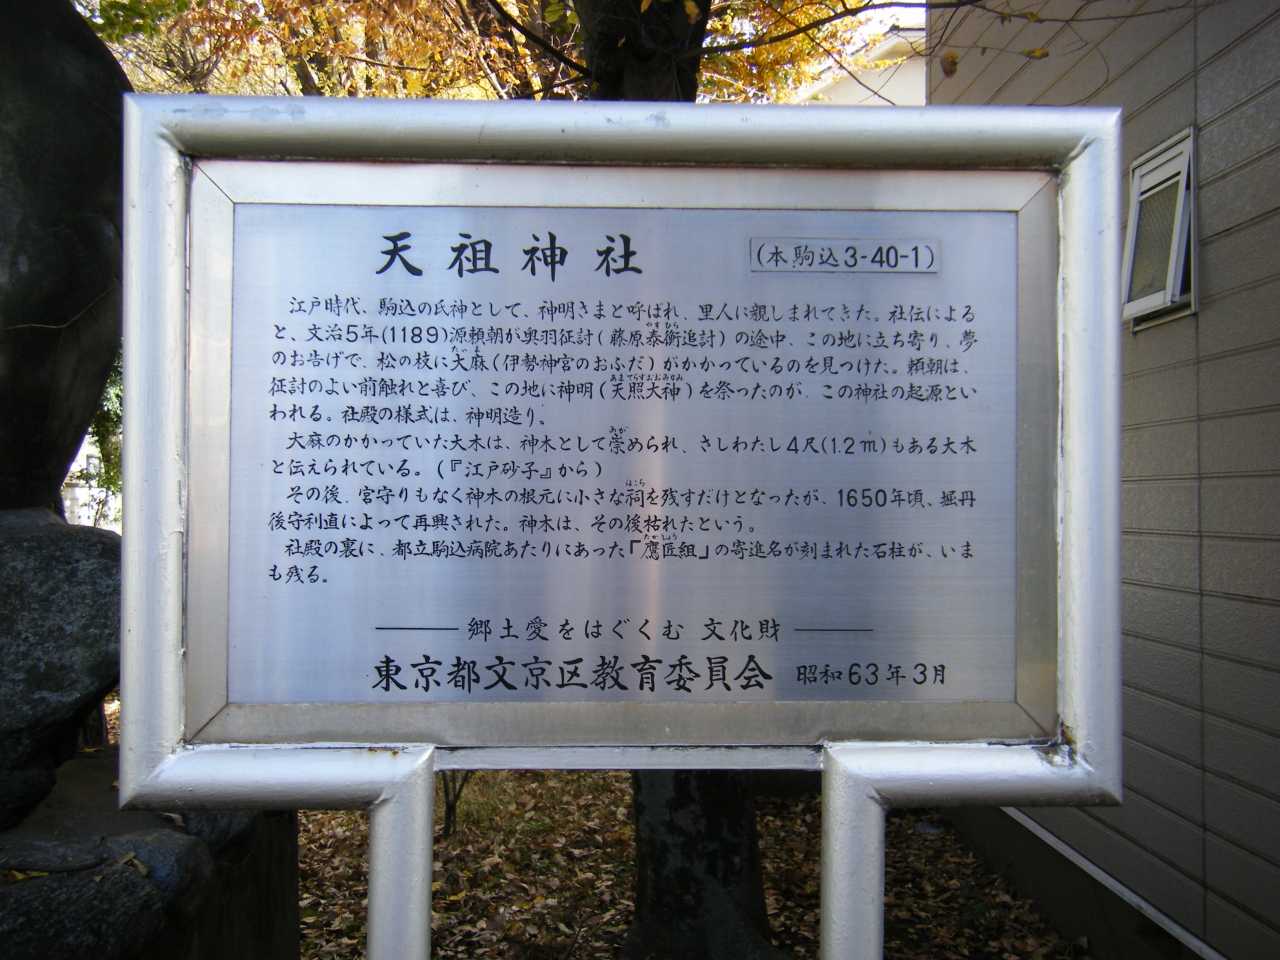 天祖神社 （本駒込3-40-1）
江戸時代、駒込の氏神として、神明さまと呼ばれ、里人に親しまれてきた。社伝による
と、文治5年(1189)源頼朝が奥羽征討（藤原泰衡追討）の途中、この地に立ち寄り、夢
のお告げで、松の枝に大麻（伊勢神宮のおふだ）がかかっているのを見つけた。頼朝は、
征討のよい前触れと喜び、この地に神明（天照大神）を祭ったのが、この神社の起源とい
われる。社殿の様式は、神明造り。
大麻のかかっていた大木は、神木として崇められ、さしわたし4尺(1.2m)もある大木
と伝えられている。（『江戸砂子』から）
その後、宮守りもなく神木の根元に小さな祠を残すだけとなったが、1650年頃、堀丹
後守利直によって再興された。神木は、その後枯れたという。
社殿の裏に、都立駒込病院あたりにあった「鷹匠組」の寄進名が刻まれた石柱が、いま
も残る。
郷土愛をはぐくむ 文化財
東京都文京区教育委員会 昭和63年3月